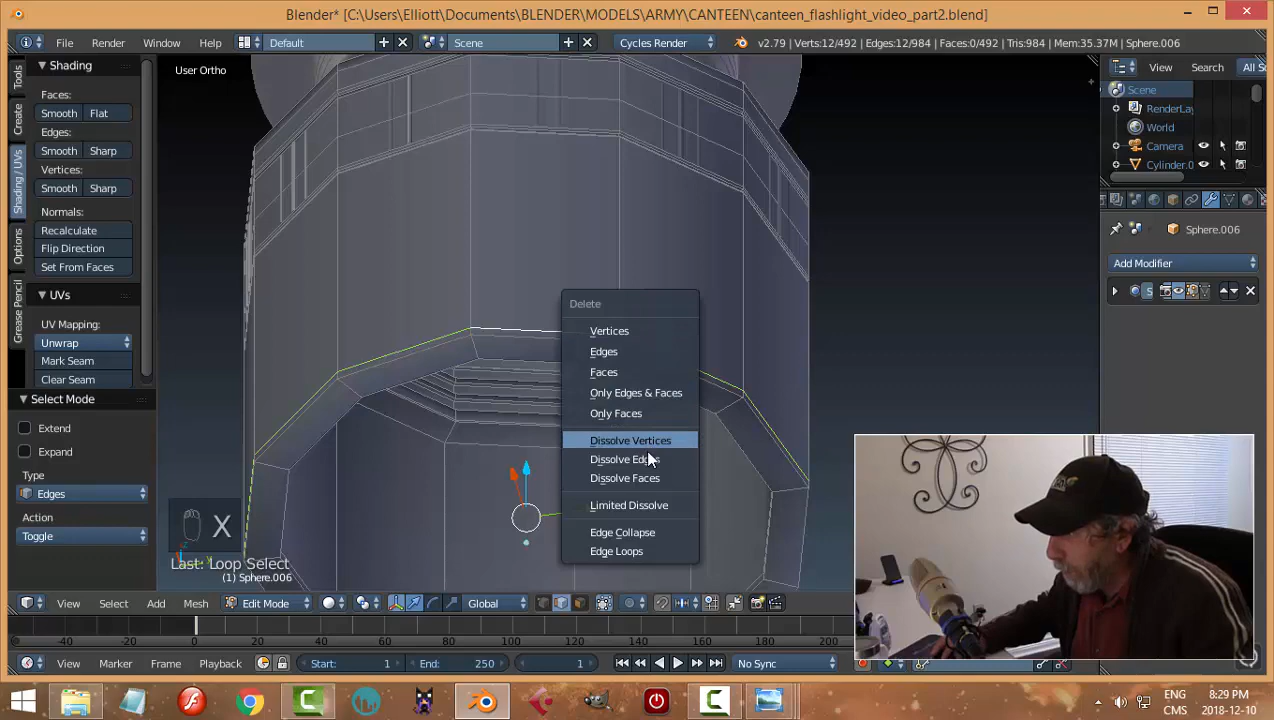 Blender* [C:\Users\Elliott\Documents\BLENDER\MODELS\ARMY\CANTEEN\canteen_flashlight_video_part2.blend]
File Render Window Help Default Scene Cycles Render v2.79 | Verts:12/492 | Edges:12/984 | Faces:0/492 | Tris:984 | Mem:35.37M | Sphere.006
Shading
Faces:
Smooth Flat
Edges:
Smooth Sharp
Vertices:
Smooth Sharp
Normals:
Recalculate
Flip Direction
Set From Faces
UVs
UV Mapping:
Unwrap
Mark Seam
Clear Seam
Tools
Create
Shading / UVs
Options
Grease Pencil
Select Mode
Extend
Expand
Type
Edges
Action
Toggle
User Ortho
X
Last: Loop Select
(1) Sphere.006
Delete
Vertices
Edges
Faces
Only Edges & Faces
Only Faces
Dissolve Vertices
Dissolve Edges
Dissolve Faces
Limited Dissolve
Edge Collapse
Edge Loops
View Search All S
Scene
RenderLay
World
Camera
Cylinder.0
Sphere.006
Add Modifier
S
View Select Add Mesh Edit Mode Global
-40 -20 0 20 40 60 80 100 120 140 160 180 200
View Marker Frame Playback Start: 1 End: 250 1 No Sync
ENG
CMS
8:29 PM
2018-12-10